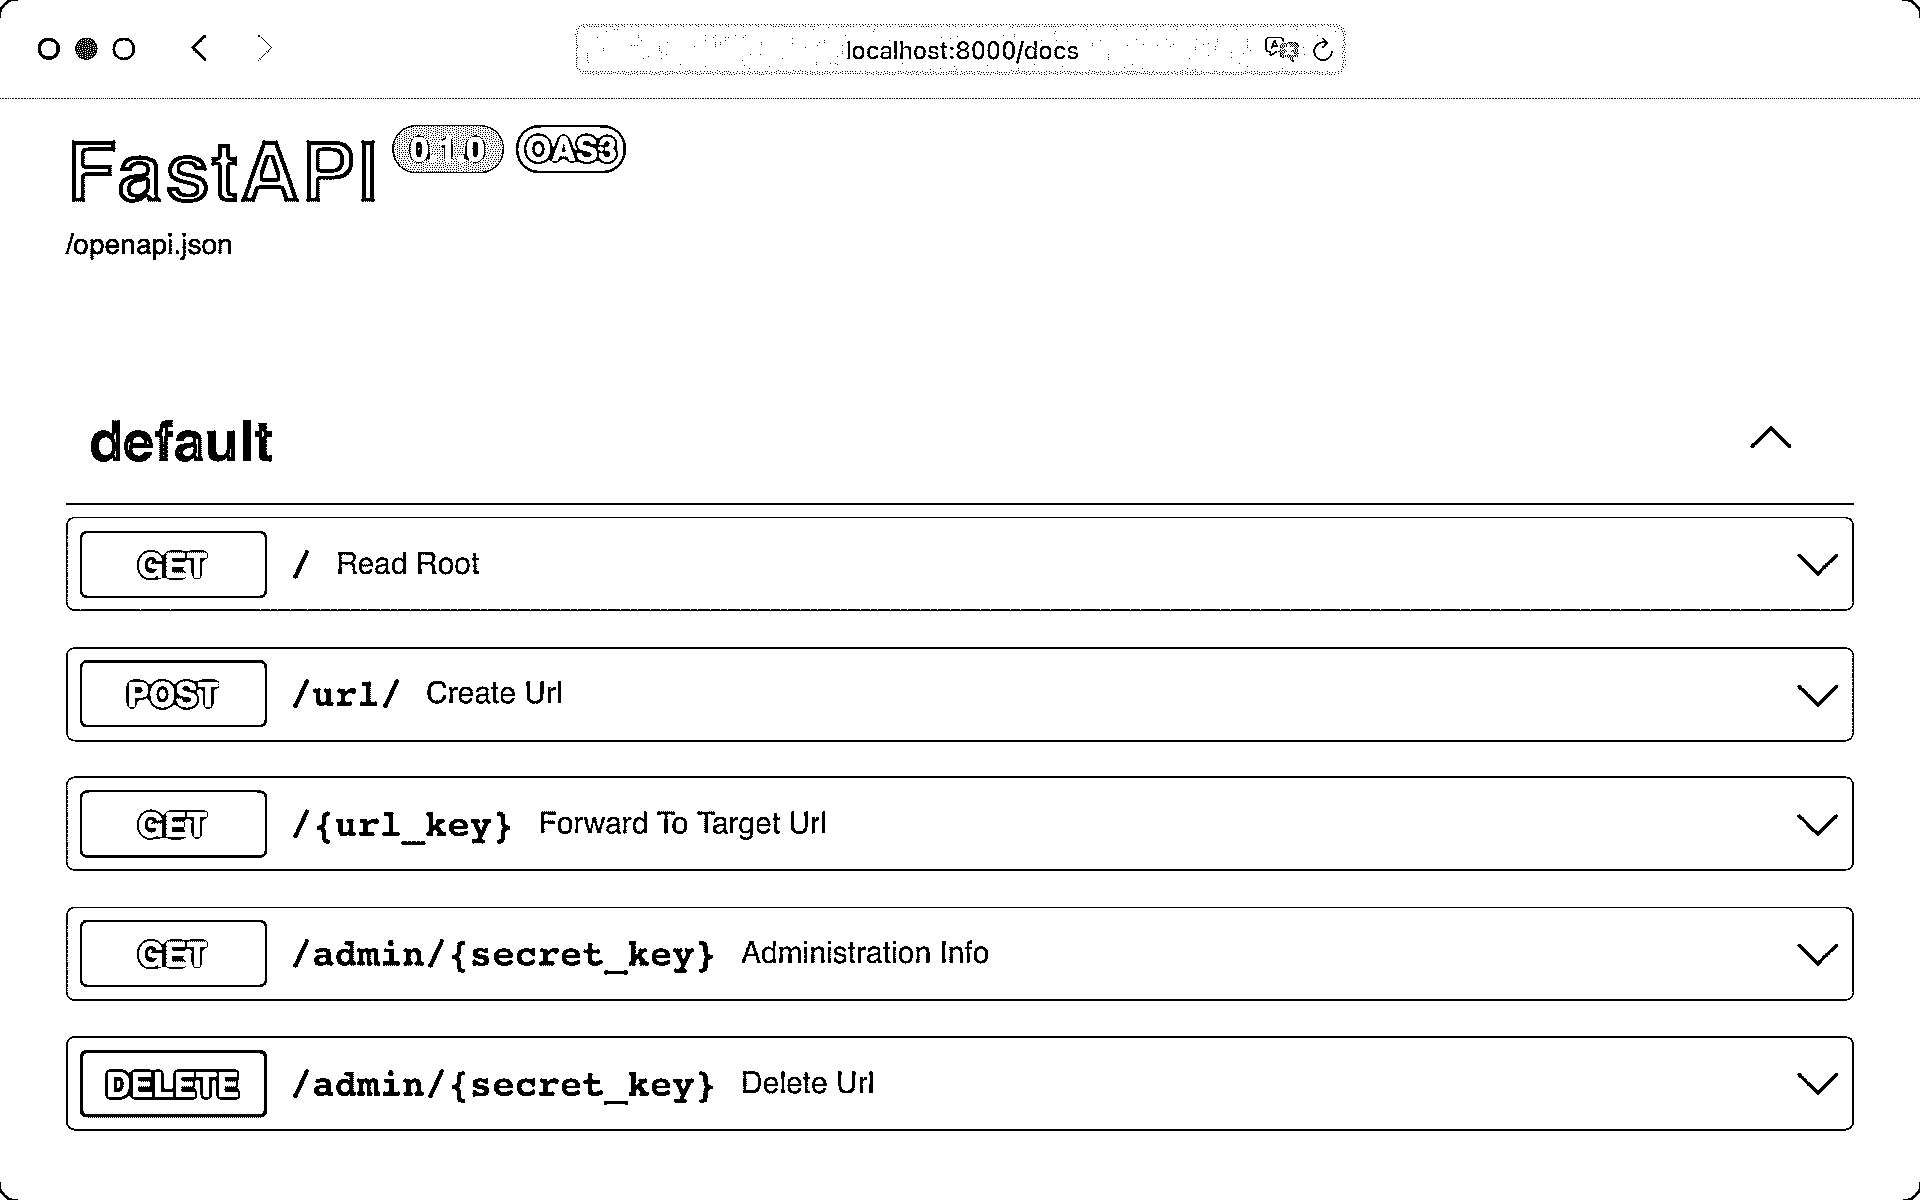 localhost:8000/docs
FastAPI 0.1.0 OAS3
/openapi.json
default
GET / Read Root
POST /url/ Create Url
GET /{url_key} Forward To Target Url
GET /admin/{secret_key} Administration Info
DELETE /admin/{secret_key} Delete Url